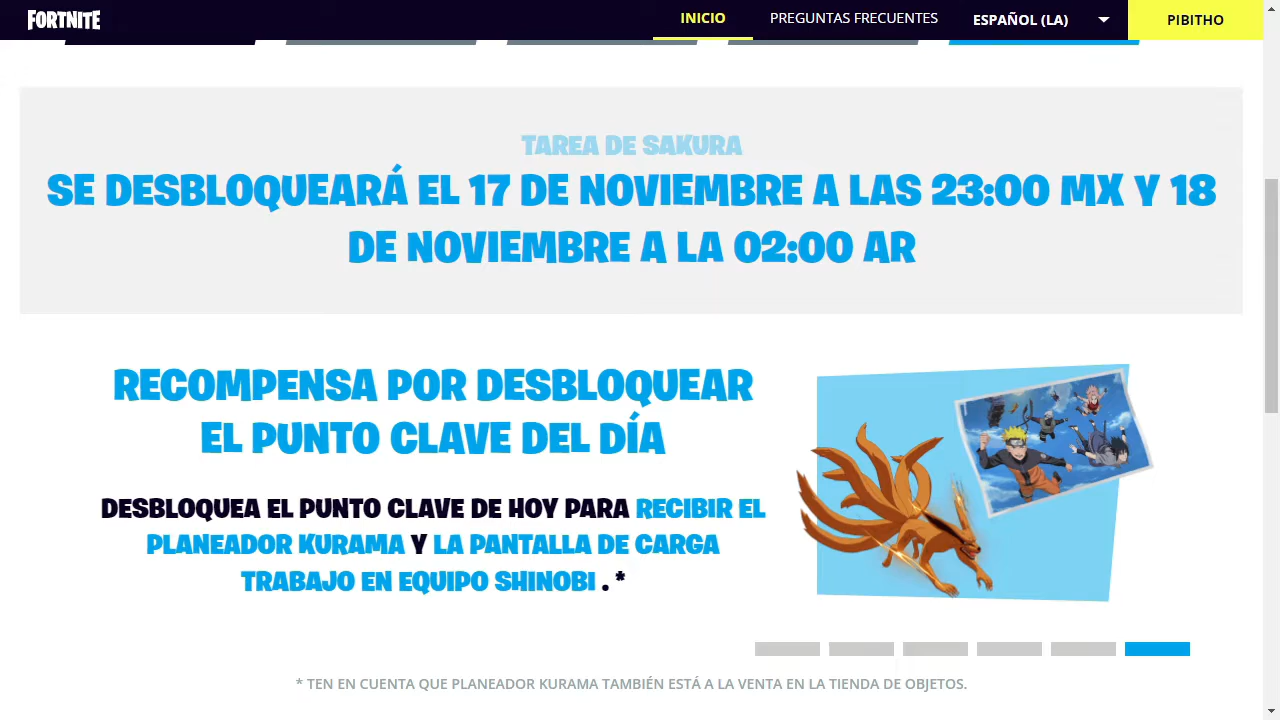 FORTNITE
INICIO
PREGUNTAS FRECUENTES
ESPAÑOL (LA)
PIBITHO
TAREA DE SAKURA
SE DESBLOQUEARÁ EL 17 DE NOVIEMBRE A LAS 23:00 MX Y 18
DE NOVIEMBRE A LA 02:00 AR
RECOMPENSA POR DESBLOQUEAR
EL PUNTO CLAVE DEL DÍA
DESBLOQUEA EL PUNTO CLAVE DE HOY PARA RECIBIR EL
PLANEADOR KURAMA Y LA PANTALLA DE CARGA
TRABAJO EN EQUIPO SHINOBI . *
* TEN EN CUENTA QUE PLANEADOR KURAMA TAMBIÉN ESTÁ A LA VENTA EN LA TIENDA DE OBJETOS.